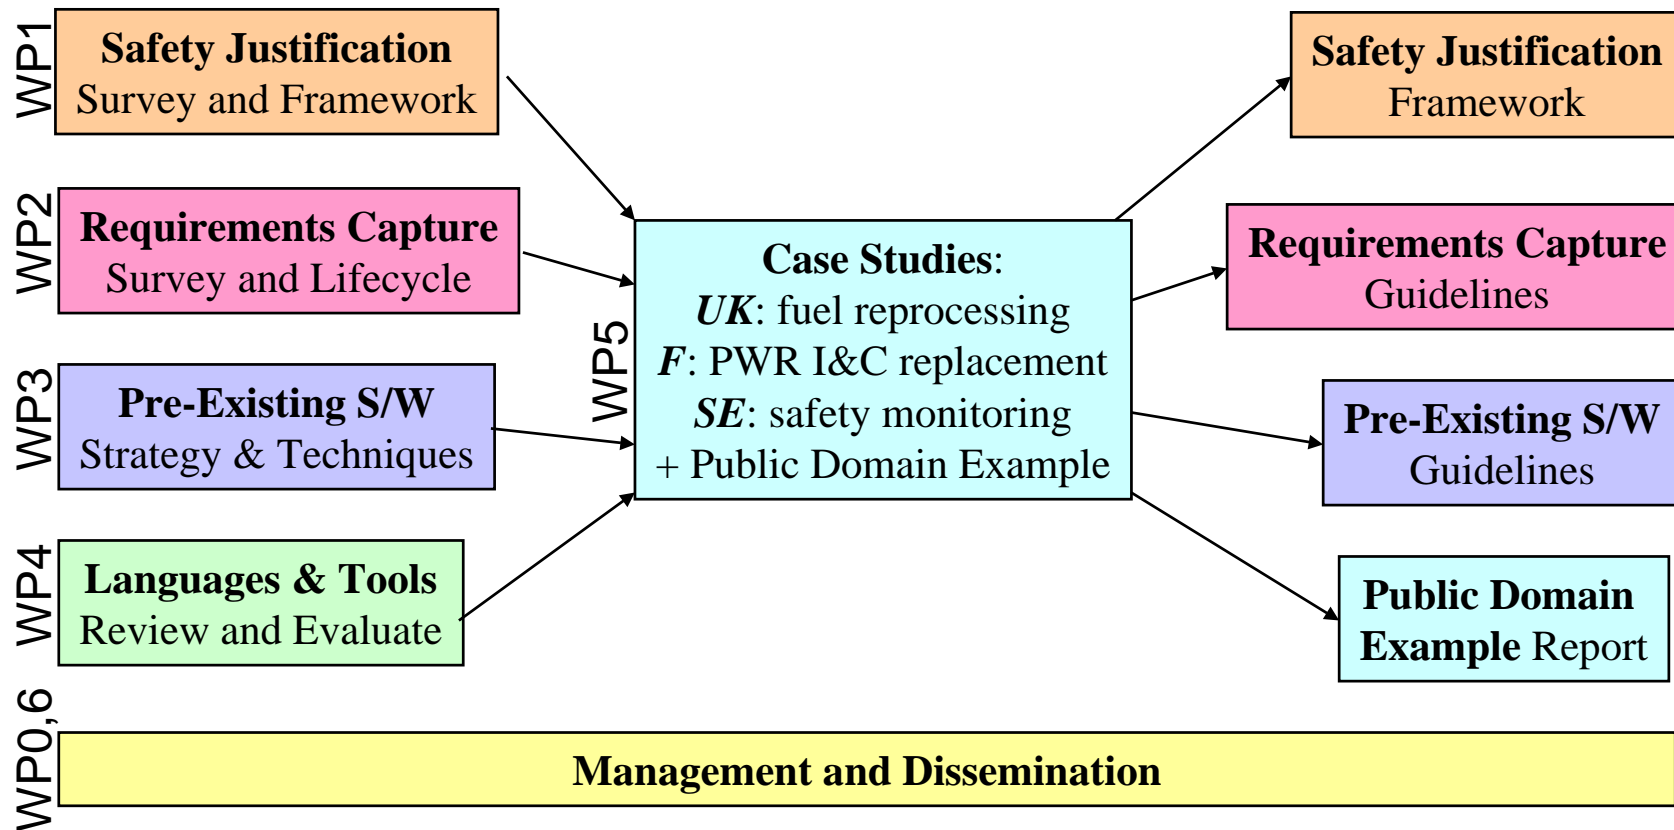 WP1
Safety Justification
Survey and Framework
WP2
Requirements Capture
Survey and Lifecycle
WP3
Pre-Existing S/W
Strategy & Techniques
WP4
Languages & Tools
Review and Evaluate
WP5
Case Studies:
UK: fuel reprocessing
F: PWR I&C replacement
SE: safety monitoring
+ Public Domain Example
Safety Justification
Framework
Requirements Capture
Guidelines
Pre-Existing S/W
Guidelines
Public Domain
Example Report
WP0,6
Management and Dissemination